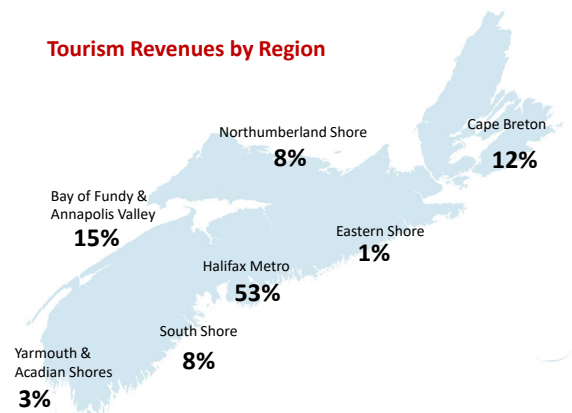 Tourism Revenues by Region
Northumberland Shore
8%
Cape Breton
12%
Bay of Fundy &
Annapolis Valley
15%
Eastern Shore
1%
Halifax Metro
53%
South Shore
8%
Yarmouth &
Acadian Shores
3%